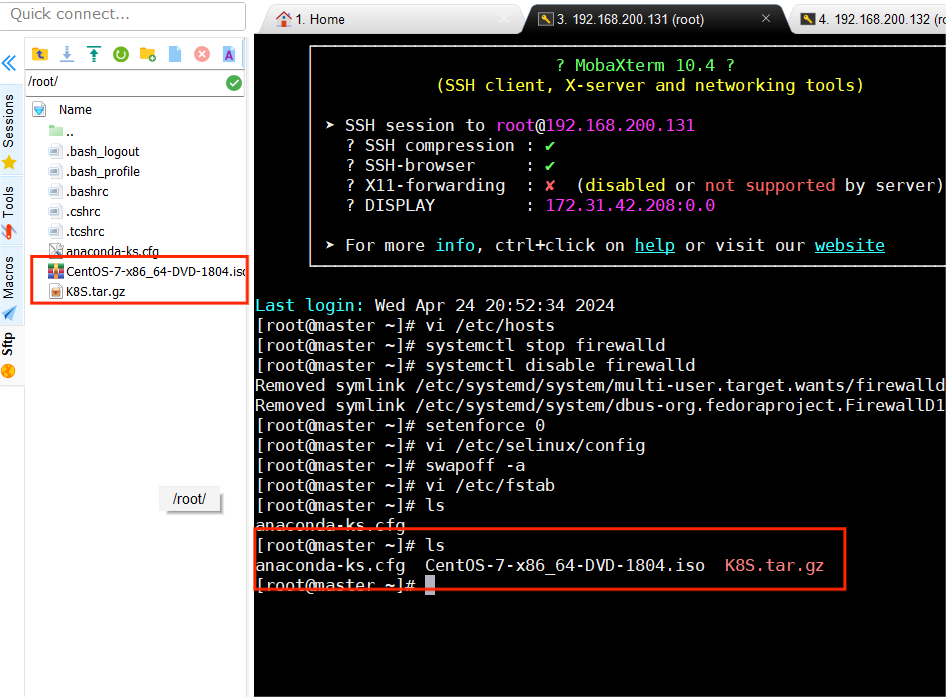 Quick connect...
1. Home
3. 192.168.200.131 (root)
4. 192.168.200.132 (ro
/root/
Name
..
.bash_logout
.bash_profile
.bashrc
.cshrc
.tcshrc
anaconda-ks.cfg
CentOS-7-x86_64-DVD-1804.iso
K8S.tar.gz
Sessions
Tools
Macros
Sftp
/root/
? MobaXterm 10.4 ?
(SSH client, X-server and networking tools)
➤ SSH session to root@192.168.200.131
? SSH compression : ✔
? SSH-browser : ✔
? X11-forwarding : ✘ (disabled or not supported by server)
? DISPLAY : 172.31.42.208:0.0
➤ For more info, ctrl+click on help or visit our website
Last login: Wed Apr 24 20:52:34 2024
[root@master ~]# vi /etc/hosts
[root@master ~]# systemctl stop firewalld
[root@master ~]# systemctl disable firewalld
Removed symlink /etc/systemd/system/multi-user.target.wants/firewalld
Removed symlink /etc/systemd/system/dbus-org.fedoraproject.FirewallD1
[root@master ~]# setenforce 0
[root@master ~]# vi /etc/selinux/config
[root@master ~]# swapoff -a
[root@master ~]# vi /etc/fstab
[root@master ~]# ls
anaconda-ks.cfg
[root@master ~]# ls
anaconda-ks.cfg CentOS-7-x86_64-DVD-1804.iso K8S.tar.gz
[root@master ~]#